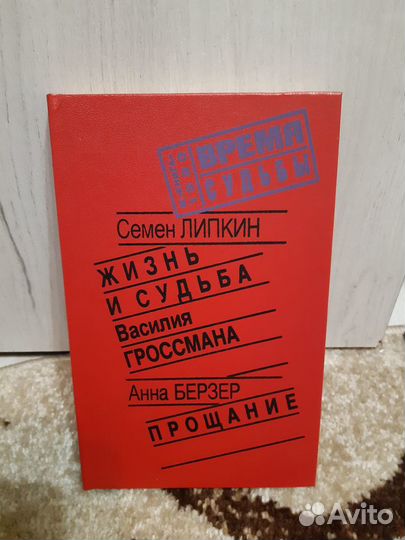 ВРЕМЯ
СУДЬБЫ
Семен ЛИПКИН
ЖИЗНЬ
И СУДЬБА
Василия
ГРОССМАНА
Анна БЕРЗЕР
ПРОЩАНИЕ
Avito